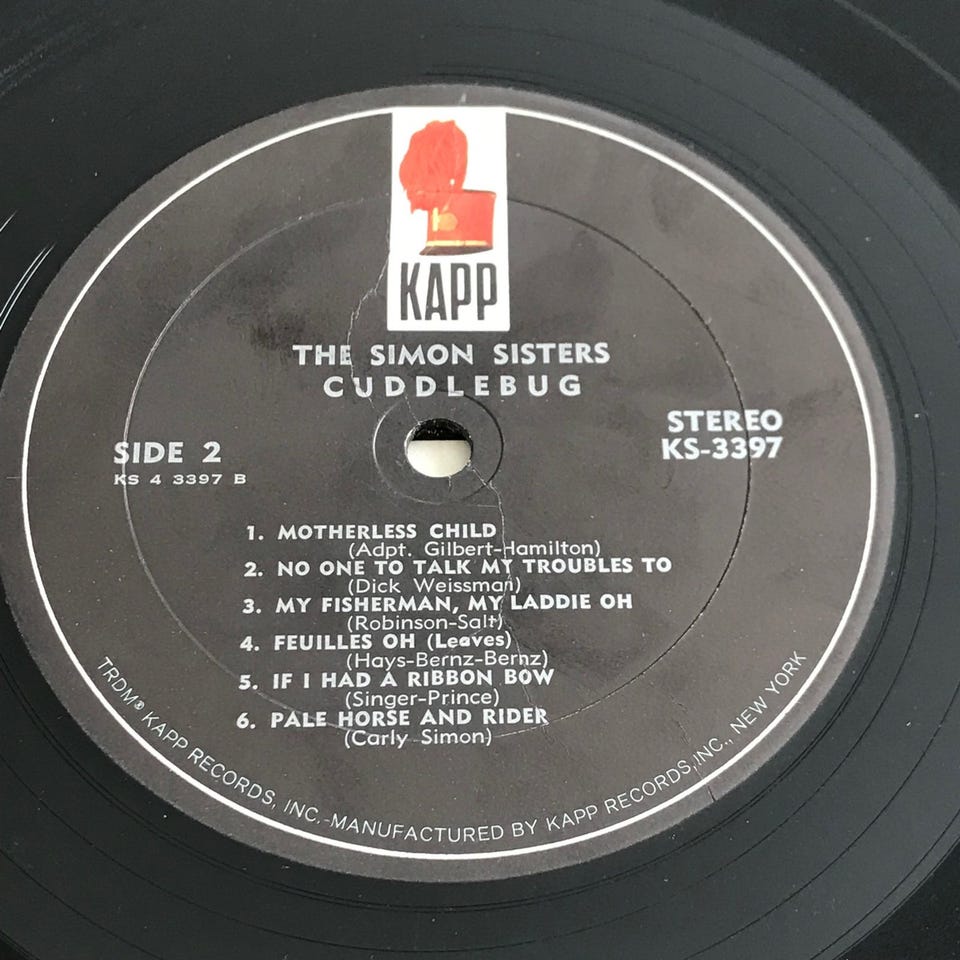 KAPP
THE SIMON SISTERS
CUDDLEBUG
STEREO
KS-3397
SIDE 2
KS 4 3397 B
1. MOTHERLESS CHILD
(Adpt. Gilbert-Hamilton)
2. NO ONE TO TALK MY TROUBLES TO
(Dick Weissman)
3. MY FISHERMAN, MY LADDIE OH
(Robinson-Salt)
4. FEUILLES OH (Leaves)
(Hays-Bernz-Bernz)
5. IF I HAD A RIBBON BOW
(Singer-Prince)
6. PALE HORSE AND RIDER
(Carly Simon)
TRDM® KAPP RECORDS, INC.-MANUFACTURED BY KAPP RECORDS, INC., NEW YORK